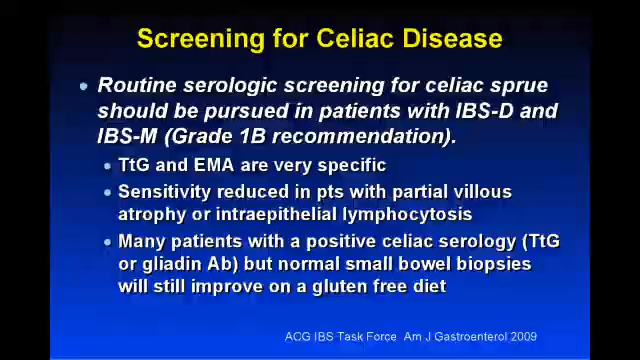 Screening for Celiac Disease
• Routine serologic screening for celiac sprue
should be pursued in patients with IBS-D and
IBS-M (Grade 1B recommendation).
• TtG and EMA are very specific
• Sensitivity reduced in pts with partial villous
atrophy or intraepithelial lymphocytosis
• Many patients with a positive celiac serology (TtG
or gliadin Ab) but normal small bowel biopsies
will still improve on a gluten free diet
ACG IBS Task Force Am J Gastroenterol 2009